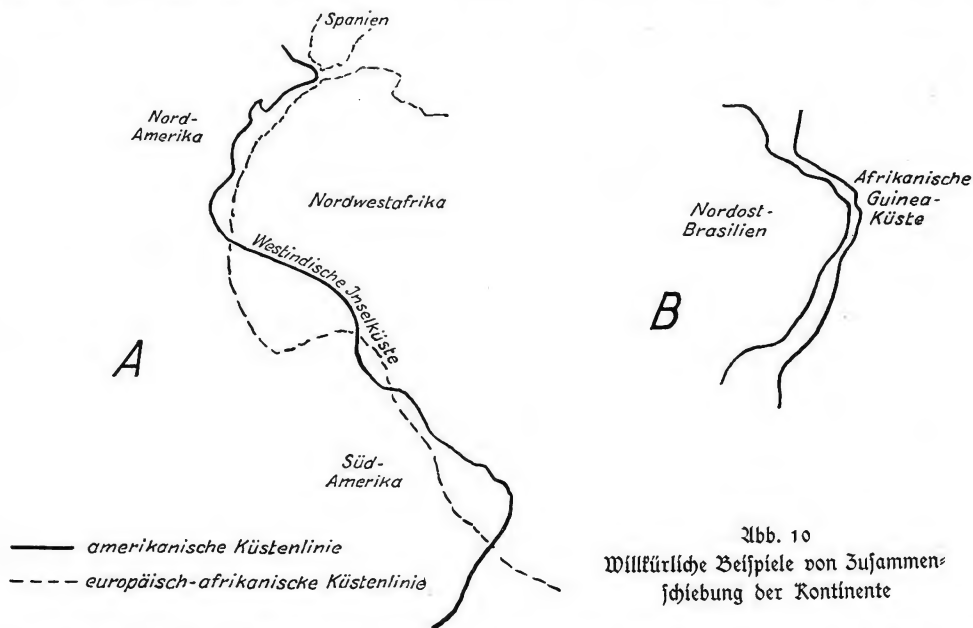 Spanien
Nord-
Amerika
Nordwestafrika
Westindische Inselküste
A
Süd-
Amerika
amerikanische Küstenlinie
europäisch-afrikaniscke Küstenlinie
Nordost-
Brasilien
Afrikanische
Guinea-
Küste
B
Abb. 10
Willkürliche Beiſpiele von Zuſammen-
ſchiebung der Kontinente